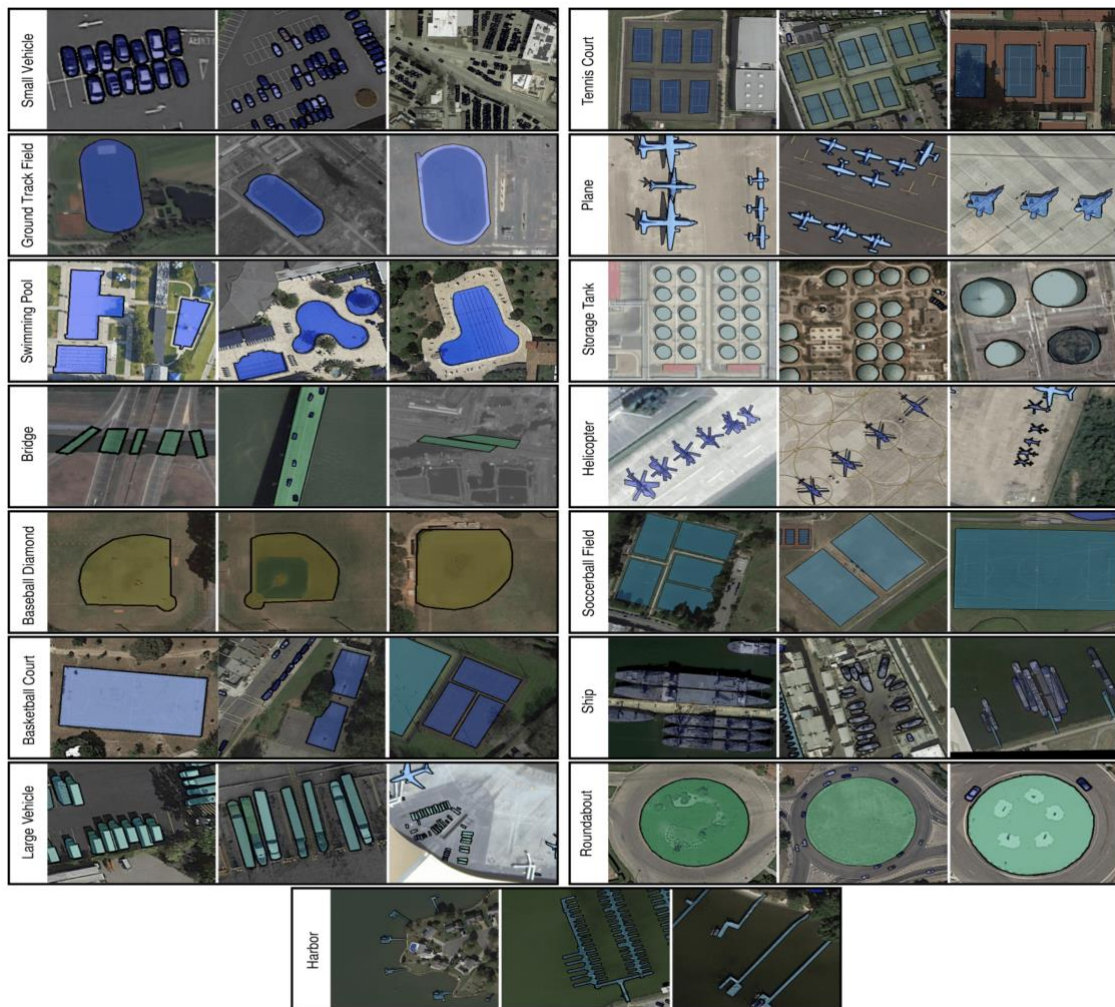 Small Vehicle
Tennis Court
Ground Track Field
Plane
Swimming Pool
Storage Tank
Bridge
Helicopter
Baseball Diamond
Soccerball Field
Basketball Court
Ship
Large Vehicle
Roundabout
Harbor